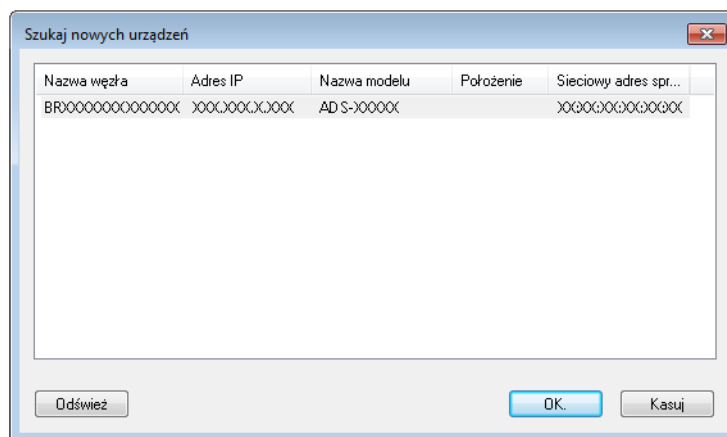 Szukaj nowych urządzeń
Nazwa węzła Adres IP Nazwa modelu Położenie Sieciowy adres spr...
BRXXXXXXXXXXXXX XXX.XXX.X.XXX ADS-XXXXX XX:XX:XX:XX:XX:XX
Odśwież OK. Kasuj